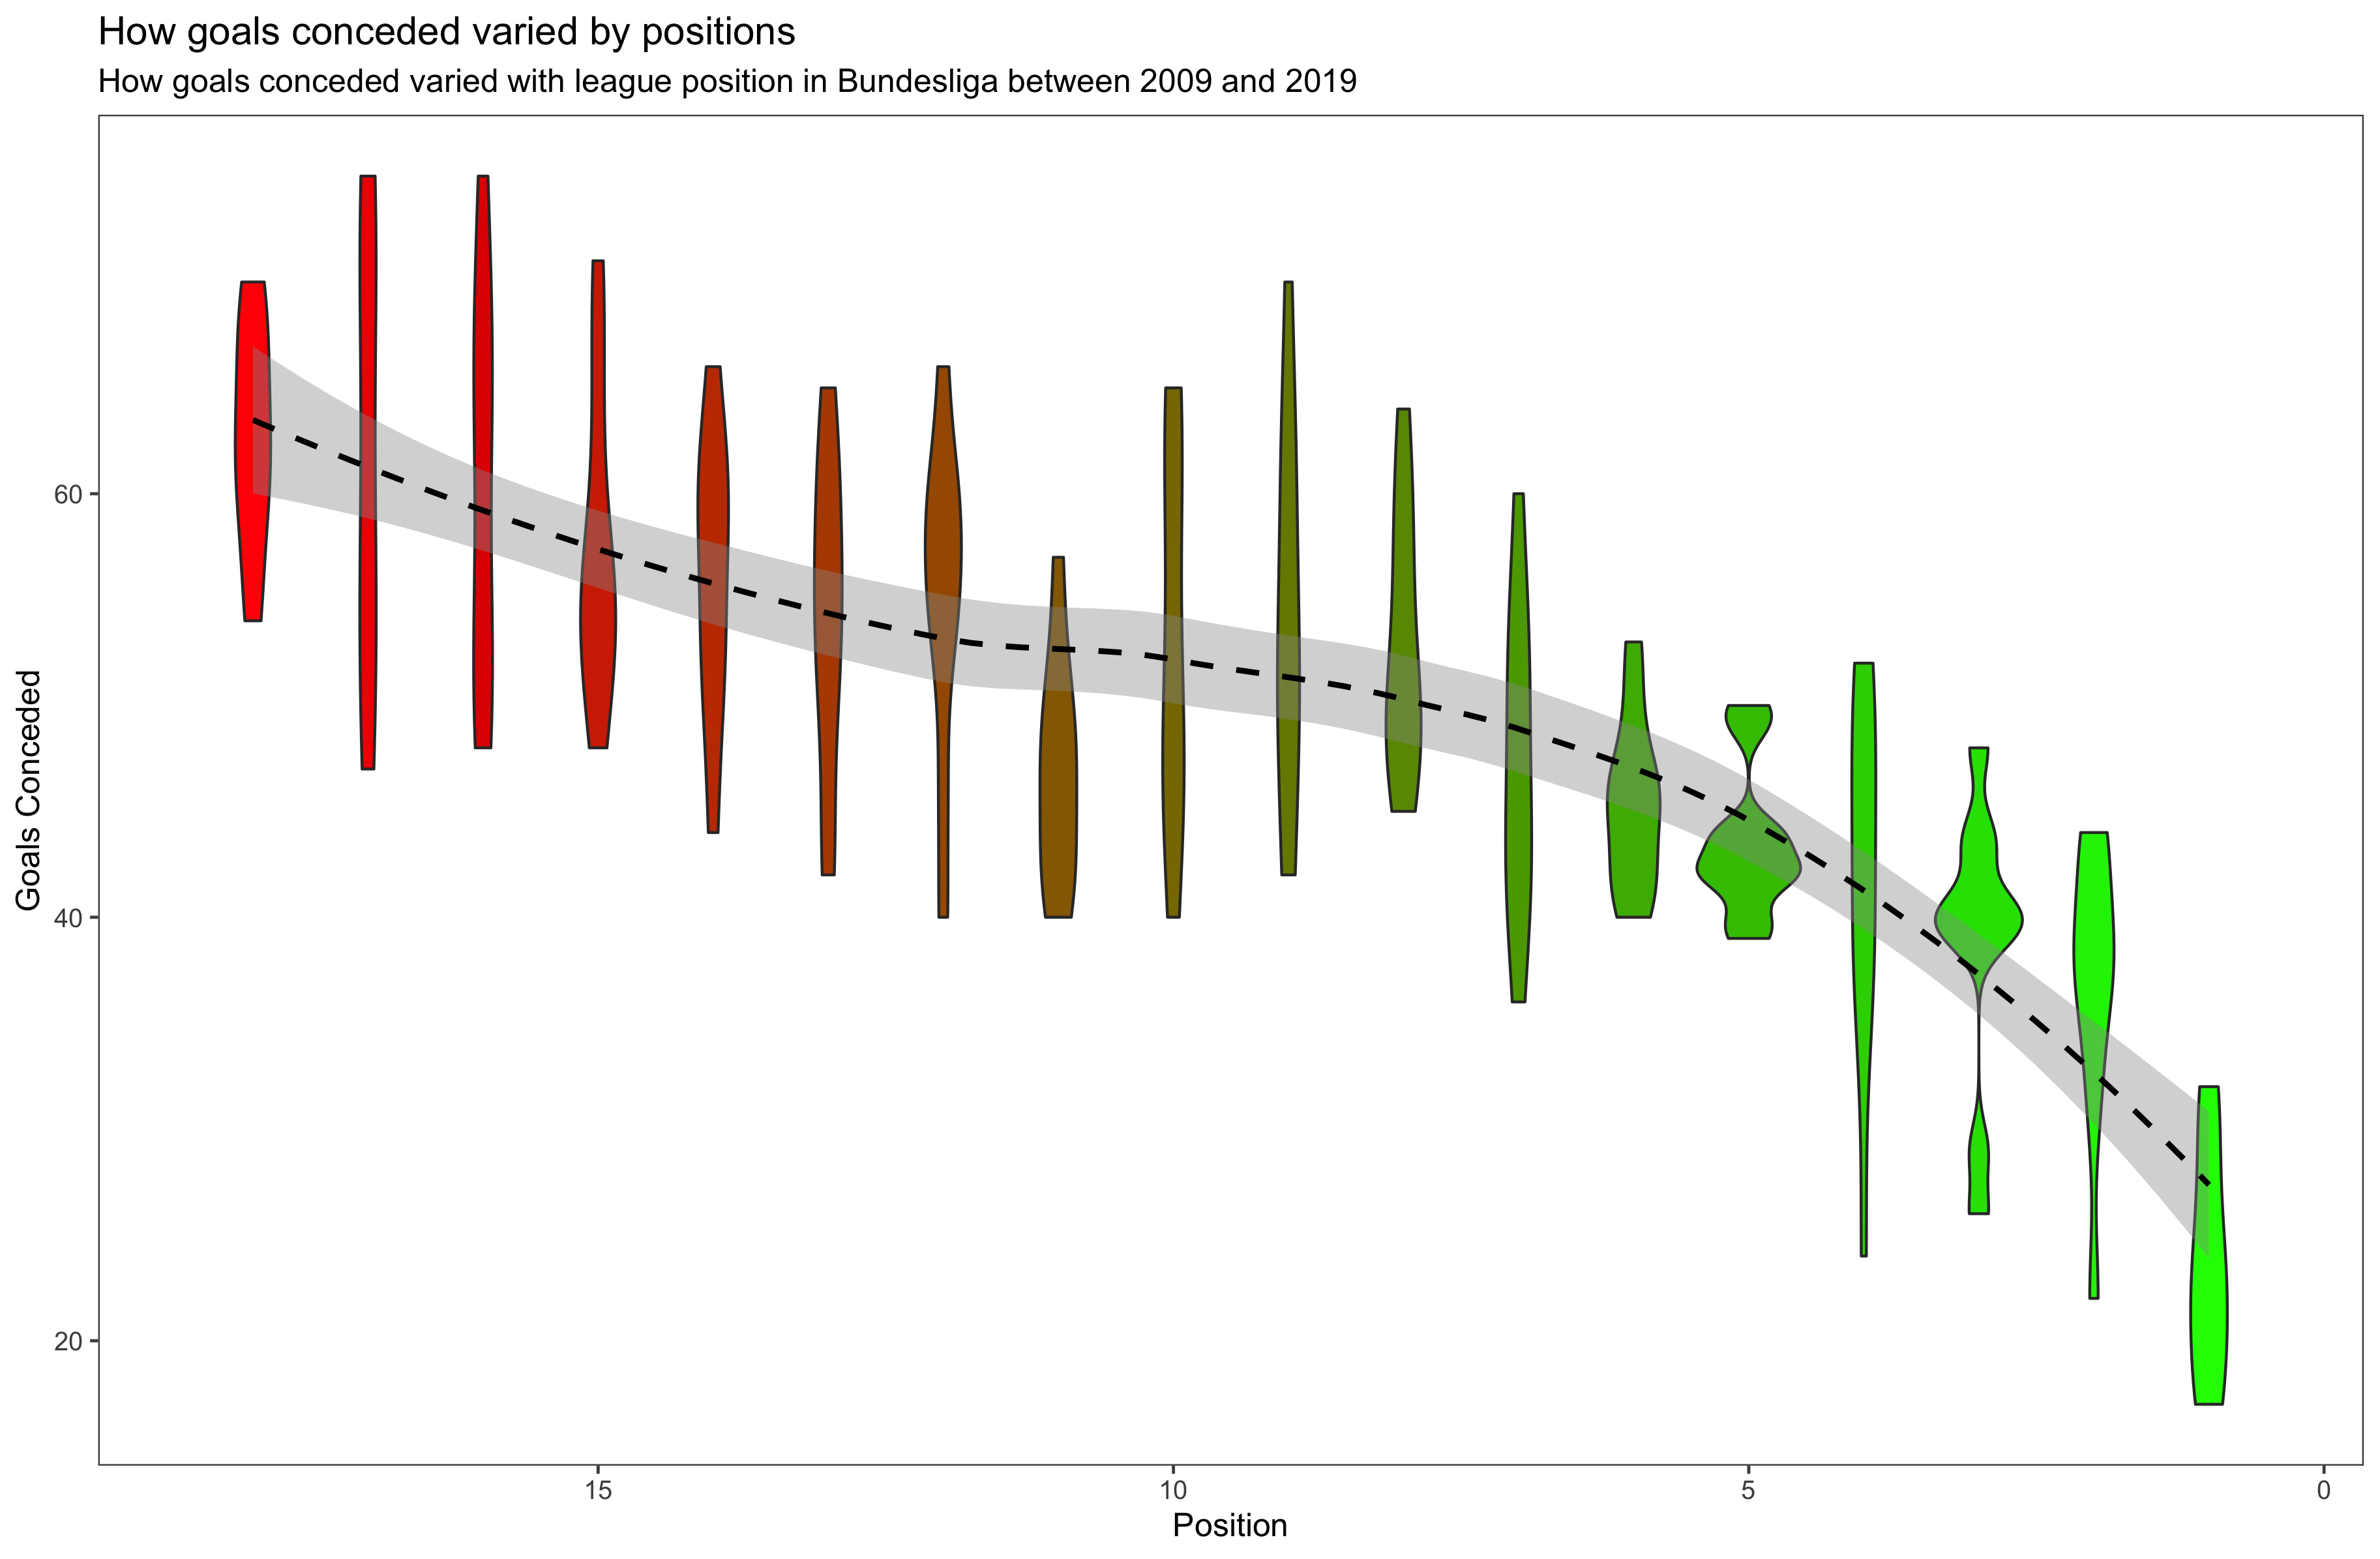 How goals conceded varied by positions
How goals conceded varied with league position in Bundesliga between 2009 and 2019
Goals Conceded
60
40
20
15
10
5
0
Position